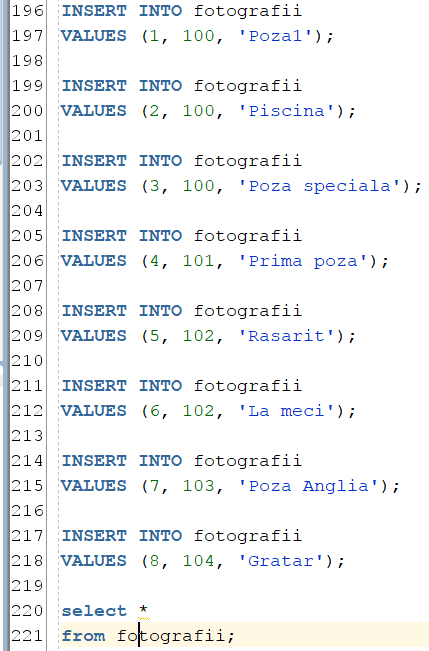 196 INSERT INTO fotografii
197 VALUES (1, 100, 'Poza1');
198
199 INSERT INTO fotografii
200 VALUES (2, 100, 'Piscina');
201
202 INSERT INTO fotografii
203 VALUES (3, 100, 'Poza speciala');
204
205 INSERT INTO fotografii
206 VALUES (4, 101, 'Prima poza');
207
208 INSERT INTO fotografii
209 VALUES (5, 102, 'Rasarit');
210
211 INSERT INTO fotografii
212 VALUES (6, 102, 'La meci');
213
214 INSERT INTO fotografii
215 VALUES (7, 103, 'Poza Anglia');
216
217 INSERT INTO fotografii
218 VALUES (8, 104, 'Gratar');
219
220 select *
221 from fotografii;